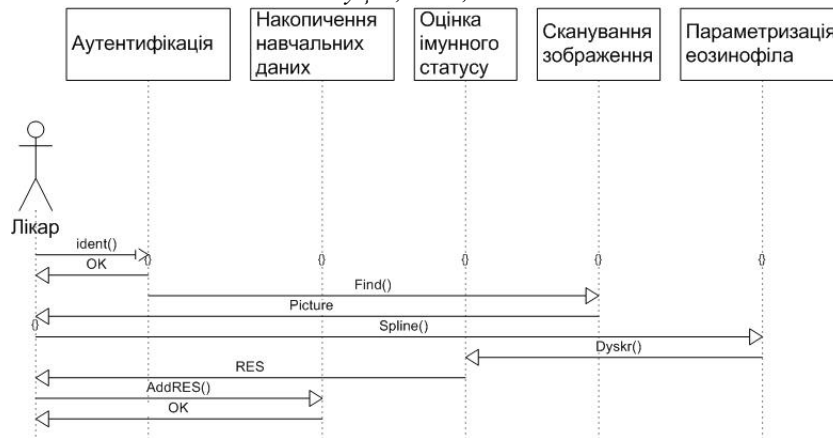 Аутентифікація
Накопичення
навчальних
даних
Оцінка
імунного
статусу
Сканування
зображення
Параметризація
еозинофіла
Лікар
ident()
{}
{}
{}
{}
{}
OK
Find()
Picture
{}
Spline()
Dyskr()
RES
AddRES()
OK